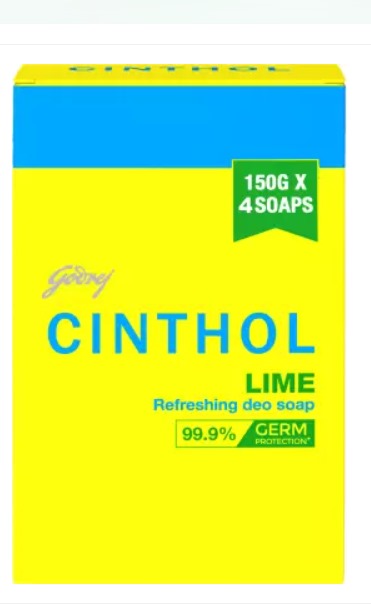 CINTHOL
150G X
4 SOAPS
Godrej
CINTHOL
LIME
Refreshing deo soap
99.9% GERM
PROTECTION*